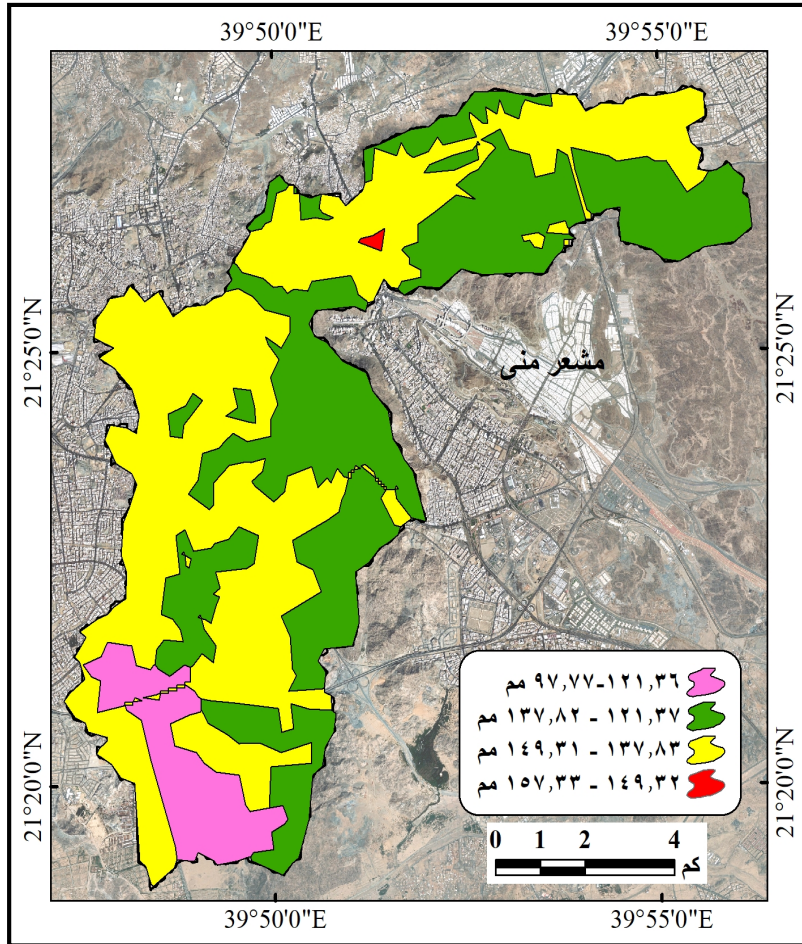 39°50'0"E 39°55'0"E
21°25'0"N 21°25'0"N
مشعر منى
٩٧,٧٧-١٢١,٣٦ مم
١٢١,٣٧ - ١٣٧,٨٢ مم
١٣٧,٨٣ - ١٤٩,٣١ مم
١٤٩,٣٢ - ١٥٧,٣٣ مم
21°20'0"N 21°20'0"N
0 1 2 4
كم
39°50'0"E 39°55'0"E